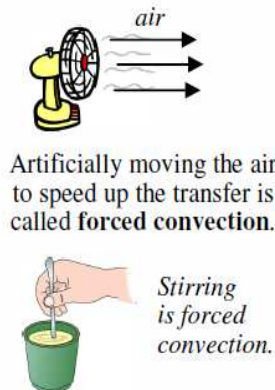 air
Artificially moving the air
to speed up the transfer is
called forced convection.
Stirring
is forced
convection.